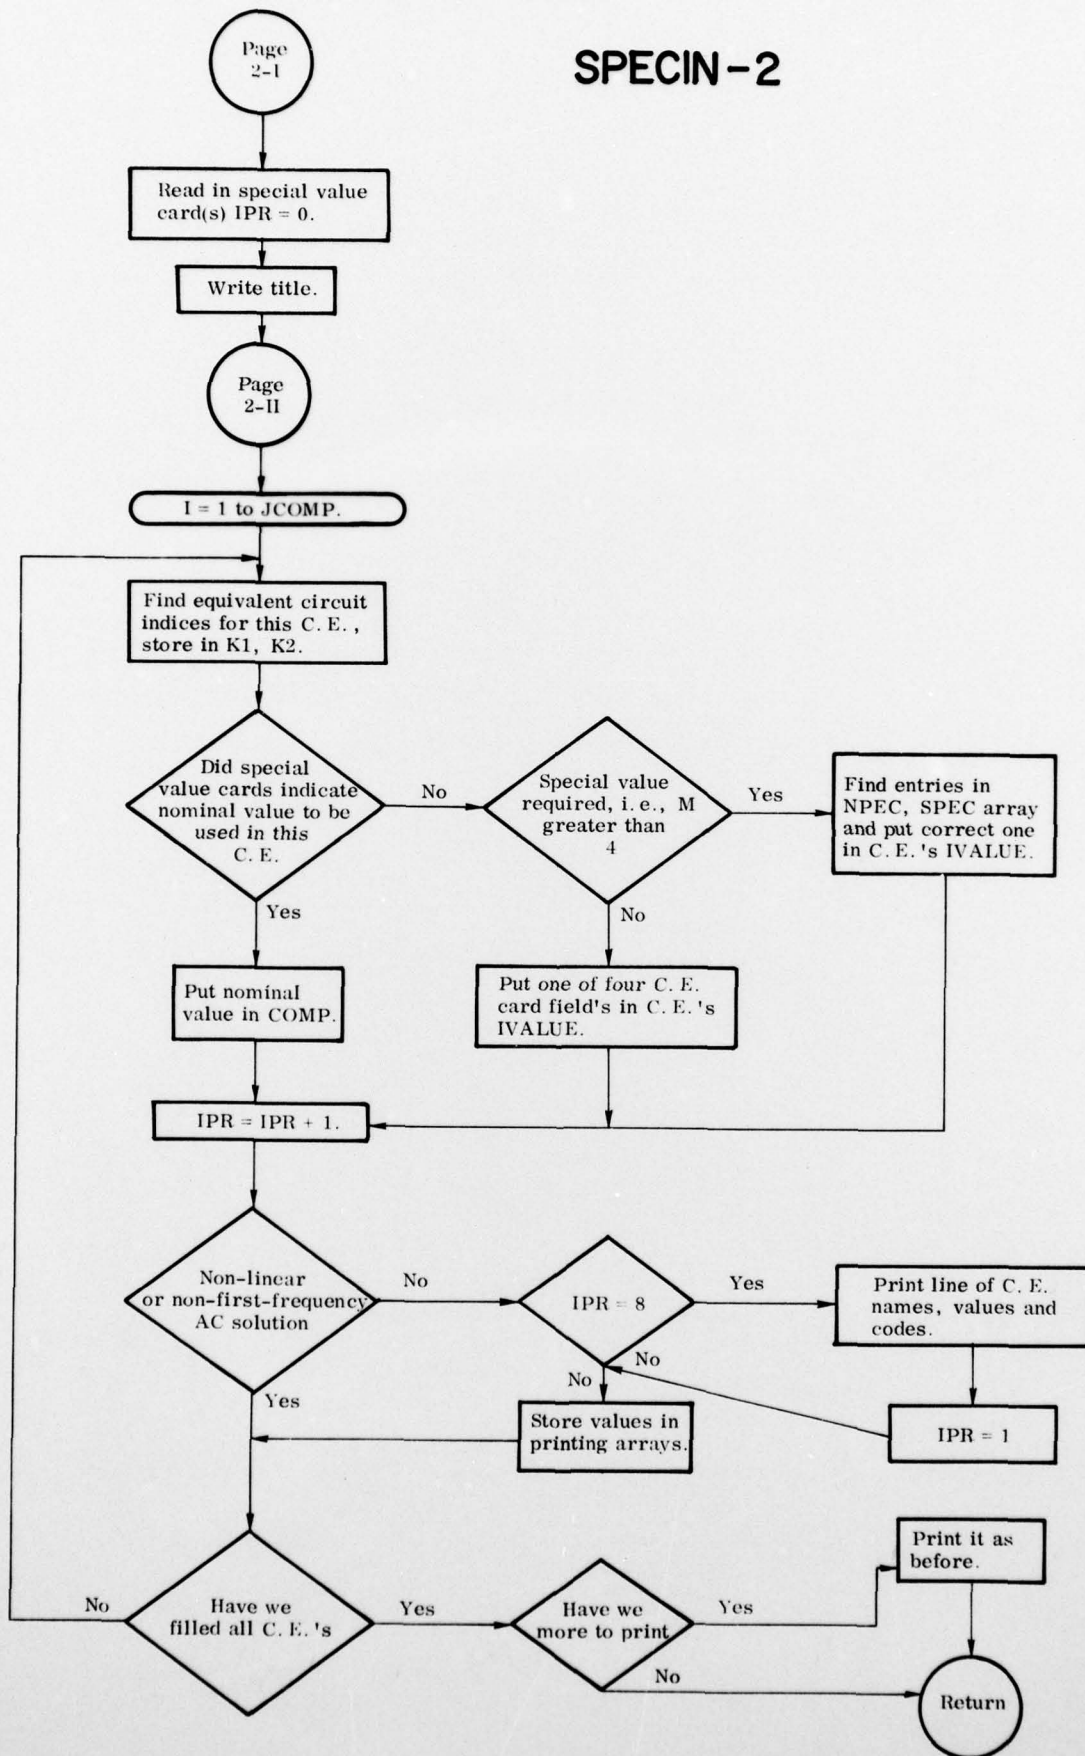 SPECIN-2
Page
2-I
Read in special value
card(s) IPR = 0.
Write title.
Page
2-II
I = 1 to JCOMP.
Find equivalent circuit
indices for this C. E. ,
store in K1, K2.
Did special
value cards indicate
nominal value to be
used in this
C. E.
No
Special value
required, i. e., M
greater than
4
Yes
Find entries in
NPEC, SPEC array
and put correct one
in C. E. 's IVALUE.
Yes
No
Put nominal
value in COMP.
Put one of four C. E.
card field's in C. E. 's
IVALUE.
IPR = IPR + 1.
Non-linear
or non-first-frequency
AC solution
No
IPR = 8
Yes
Print line of C. E.
names, values and
codes.
No
No
Yes
Store values in
printing arrays.
IPR = 1
Print it as
before.
No
Have we
filled all C. E. 's
Yes
Have we
more to print
Yes
No
Return